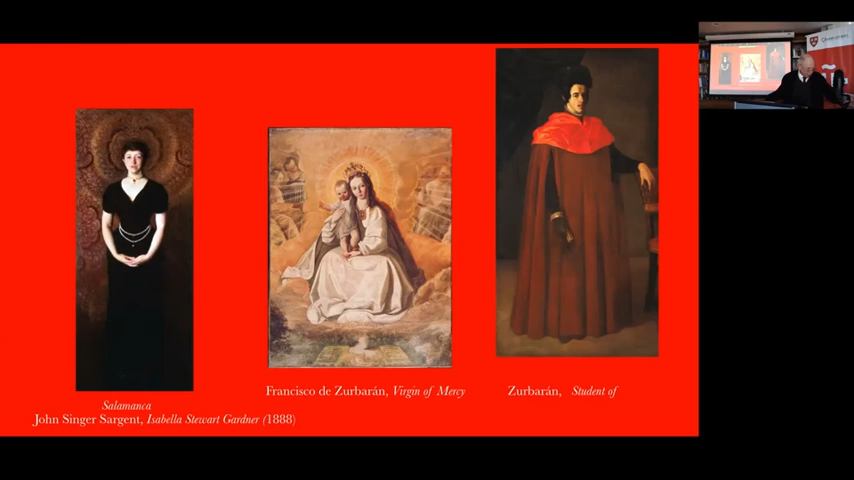 Francisco de Zurbarán, Virgin of Mercy
Zurbarán, Student of
Salamanca
John Singer Sargent, Isabella Stewart Gardner (1888)